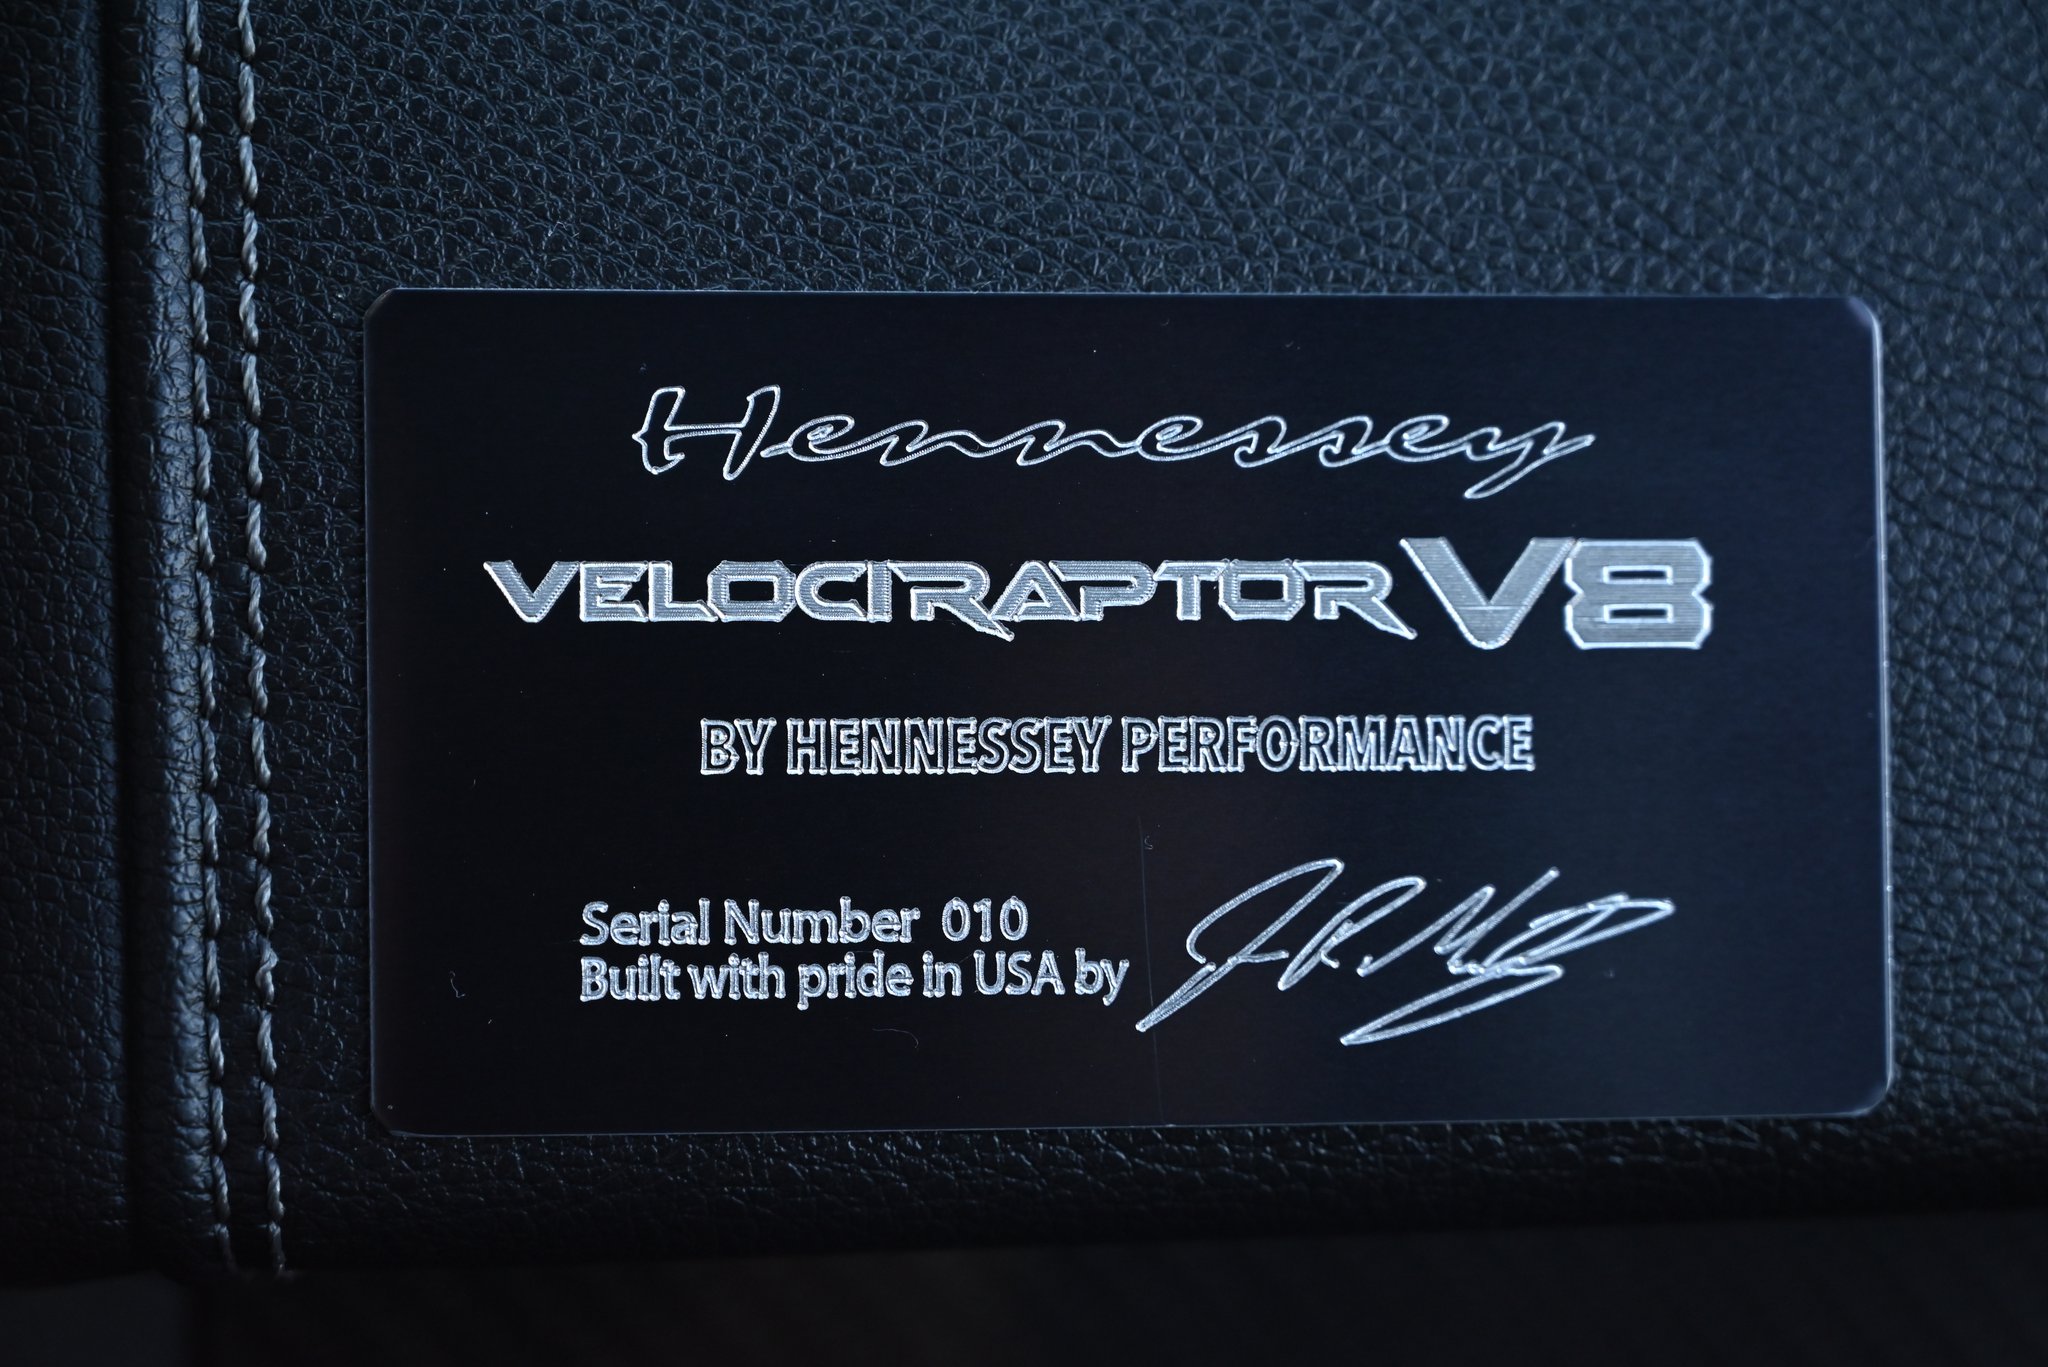 Hennessey
VELOCIRAPTOR V8
BY HENNESSEY PERFORMANCE
Serial Number 010
Built with pride in USA by